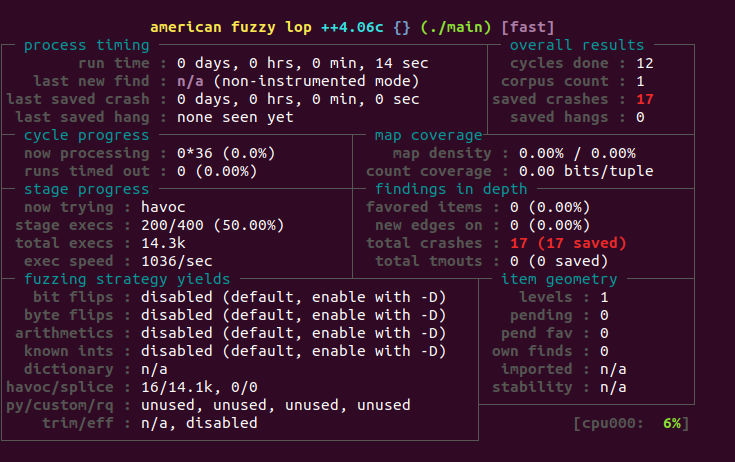 american fuzzy lop ++4.06c {} (./main) [fast]
process timing overall results
run time : 0 days, 0 hrs, 0 min, 14 sec cycles done : 12
last new find : n/a (non-instrumented mode) corpus count : 1
last saved crash : 0 days, 0 hrs, 0 min, 0 sec saved crashes : 17
last saved hang : none seen yet saved hangs : 0
cycle progress map coverage
now processing : 0*36 (0.0%) map density : 0.00% / 0.00%
runs timed out : 0 (0.00%) count coverage : 0.00 bits/tuple
stage progress findings in depth
now trying : havoc favored items : 0 (0.00%)
stage execs : 200/400 (50.00%) new edges on : 0 (0.00%)
total execs : 14.3k total crashes : 17 (17 saved)
exec speed : 1036/sec total tmouts : 0 (0 saved)
fuzzing strategy yields item geometry
bit flips : disabled (default, enable with -D) levels : 1
byte flips : disabled (default, enable with -D) pending : 0
arithmetics : disabled (default, enable with -D) pend fav : 0
known ints : disabled (default, enable with -D) own finds : 0
dictionary : n/a imported : n/a
havoc/splice : 16/14.1k, 0/0 stability : n/a
py/custom/rq : unused, unused, unused, unused
trim/eff : n/a, disabled [cpu000: 6%]